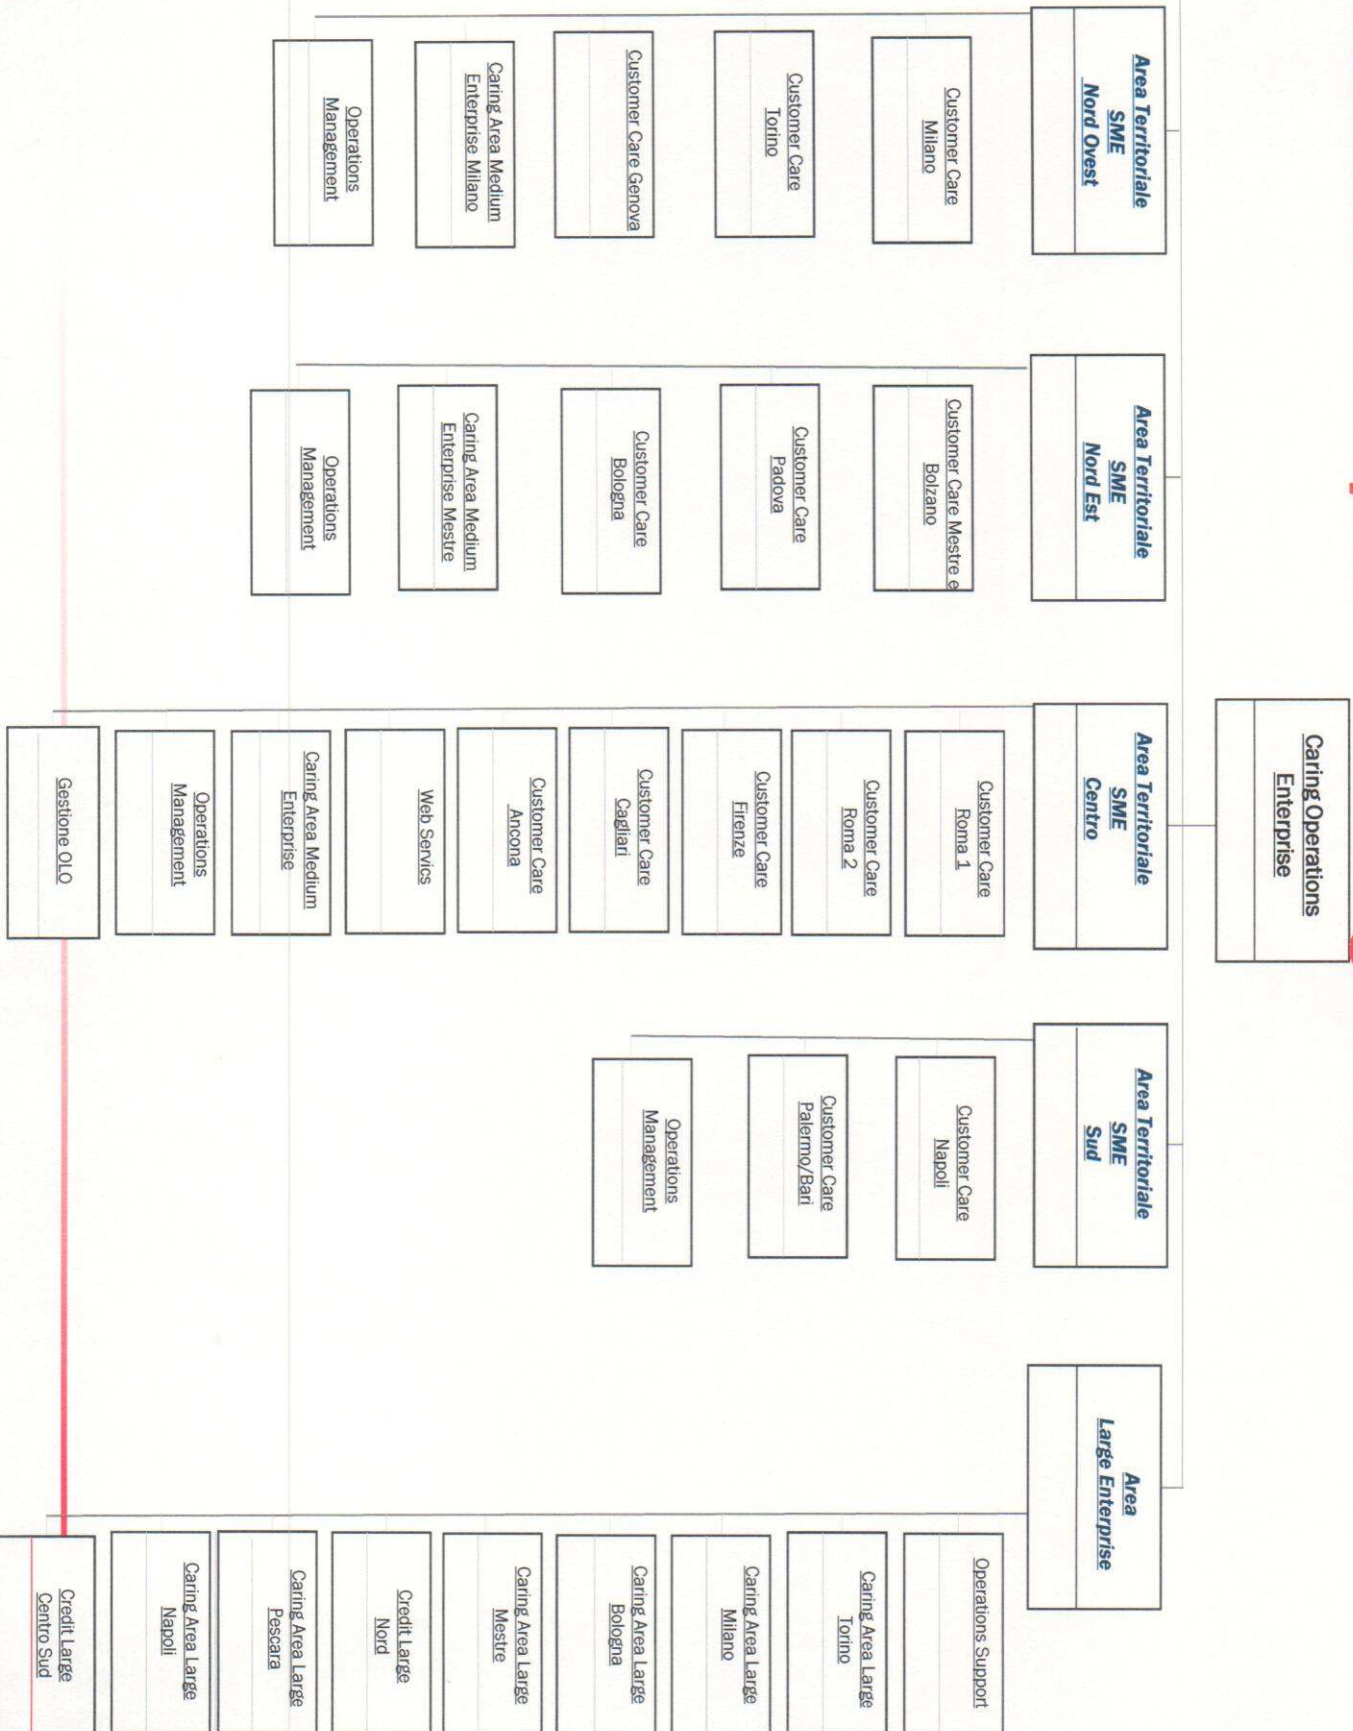 Caring Operations
Enterprise
Area Territoriale
SME
Nord Ovest
Customer Care
Milano
Customer Care
Torino
Customer Care Genova
Caring Area Medium
Enterprise Milano
Operations
Management
Area Territoriale
SME
Nord Est
Customer Care Mestre e
Bolzano
Customer Care
Padova
Customer Care
Bologna
Caring Area Medium
Enterprise Mestre
Operations
Management
Area Territoriale
SME
Centro
Customer Care
Roma 1
Customer Care
Roma 2
Customer Care
Firenze
Customer Care
Cagliari
Customer Care
Ancona
Web Servics
Caring Area Medium
Enterprise
Operations
Management
Gestione OLO
Area Territoriale
SME
Sud
Customer Care
Napoli
Customer Care
Palermo/Bari
Operations
Management
Area
Large Enterprise
Operations Support
Caring Area Large
Torino
Caring Area Large
Milano
Caring Area Large
Bologna
Caring Area Large
Mestre
Credit Large
Nord
Caring Area Large
Pescara
Caring Area Large
Napoli
Credit Large
Centro Sud